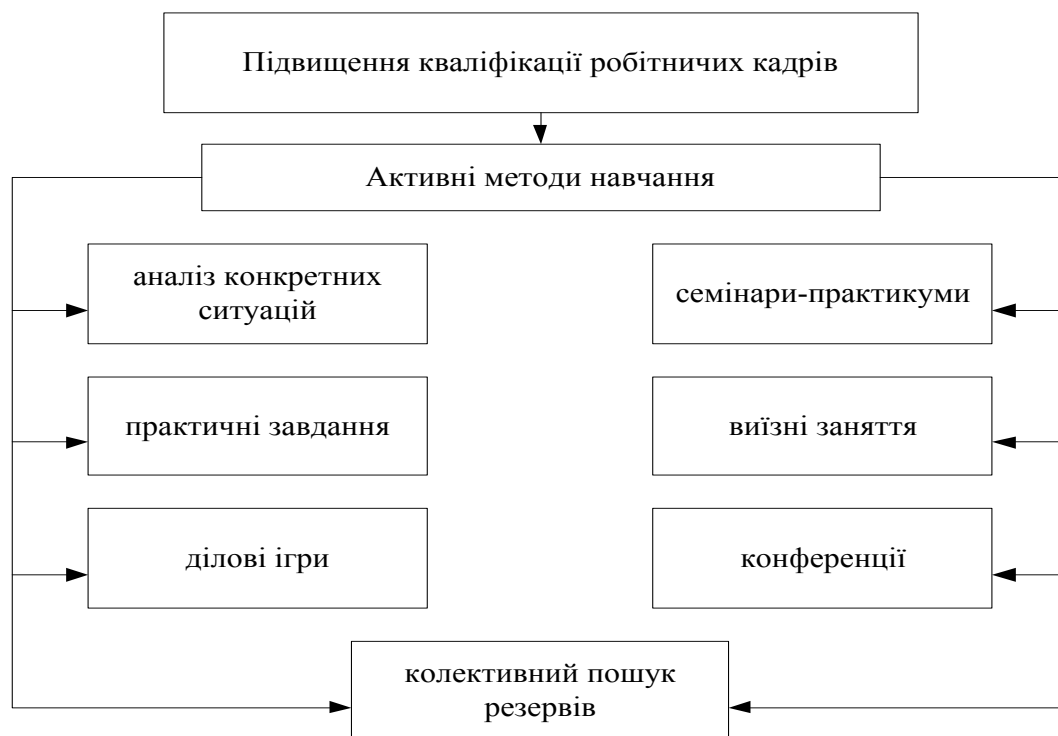 Підвищення кваліфікації робітничих кадрів
Активні методи навчання
аналіз конкретних
ситуацій
семінари-практикуми
практичні завдання
виїзні заняття
ділові ігри
конференції
колективний пошук
резервів